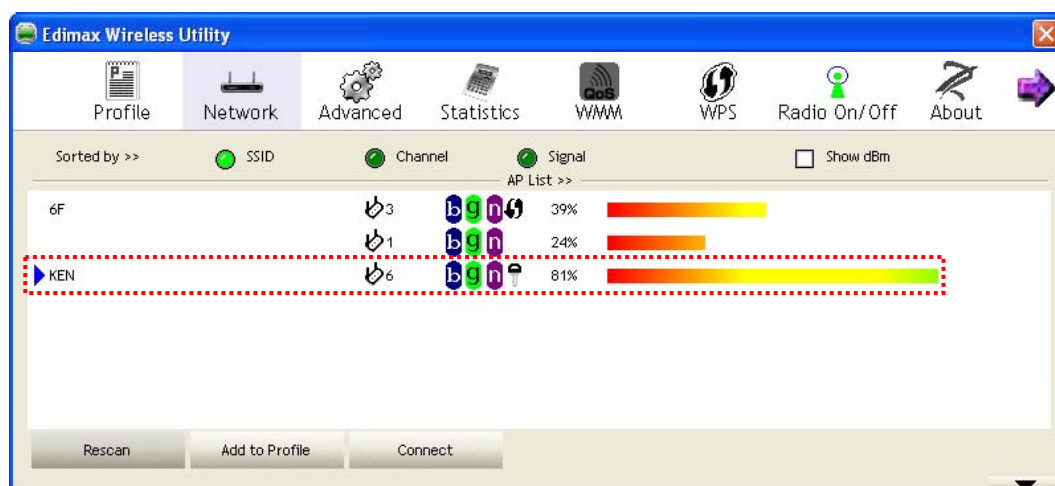 Edimax Wireless Utility
P
QoS
Profile Network Advanced Statistics WMM WPS Radio On/Off About
Sorted by >> SSID Channel Signal Show dBm
AP List >>
6F 3 b g n 39%
1 b g n 24%
KEN 6 b g n 81%
Rescan Add to Profile Connect